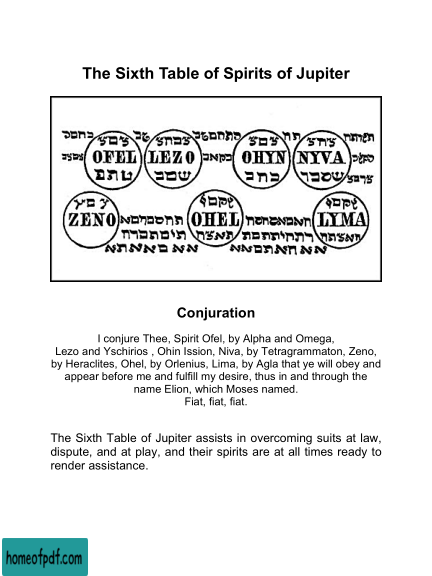 The Sixth Table of Spirits of Jupiter
OFEL LEZO OHYN NYVA
ZENO OHEL LYMA
Conjuration
I conjure Thee, Spirit Ofel, by Alpha and Omega,
Lezo and Yschirios , Ohin Ission, Niva, by Tetragrammaton, Zeno,
by Heraclites, Ohel, by Orlenius, Lima, by Agla that ye will obey and
appear before me and fulfill my desire, thus in and through the
name Elion, which Moses named.
Fiat, fiat, fiat.
The Sixth Table of Jupiter assists in overcoming suits at law,
dispute, and at play, and their spirits are at all times ready to
render assistance.
homeofpdf.com